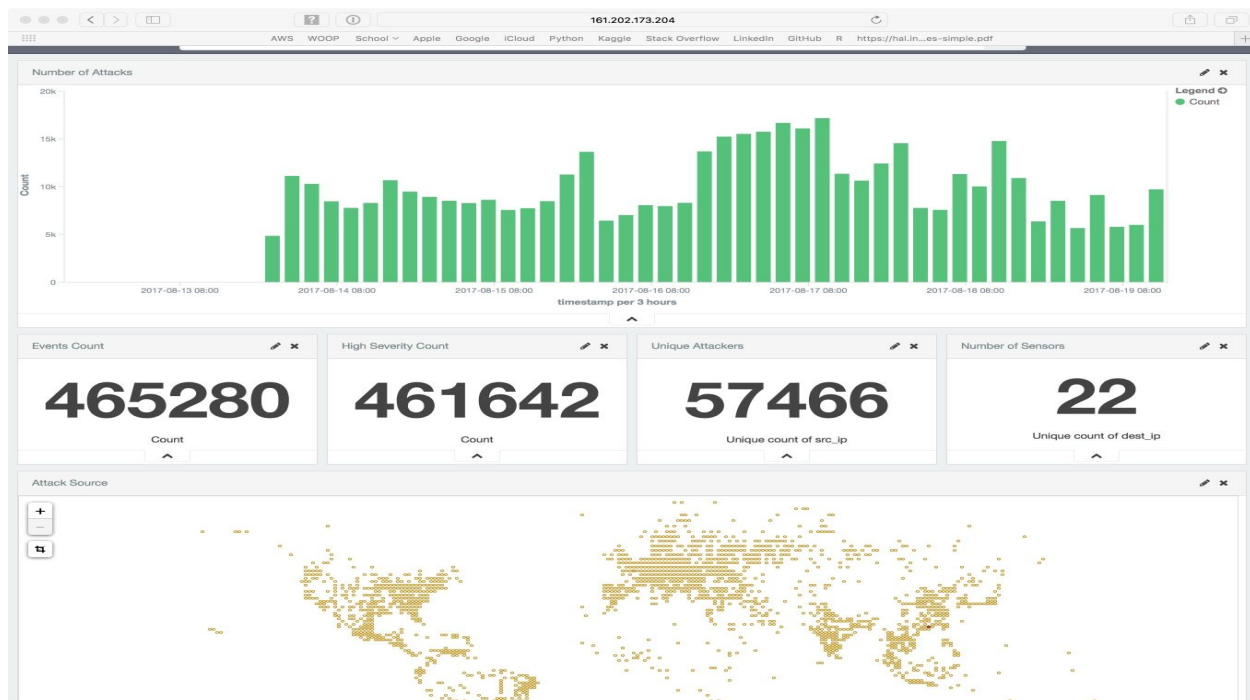 161.202.173.204
AWS WOOP School Apple Google iCloud Python Kaggle Stack Overflow LinkedIn GitHub R https://hal.in...es-simple.pdf
Number of Attacks
Legend
Count
20k
15k
10k
5k
0
Count
2017-08-13 08:00 2017-08-14 08:00 2017-08-15 08:00 2017-08-16 08:00 2017-08-17 08:00 2017-08-18 08:00 2017-08-19 08:00
timestamp per 3 hours
Events Count
465280
Count
High Severity Count
461642
Count
Unique Attackers
57466
Unique count of src_ip
Number of Sensors
22
Unique count of dest_ip
Attack Source
+
−